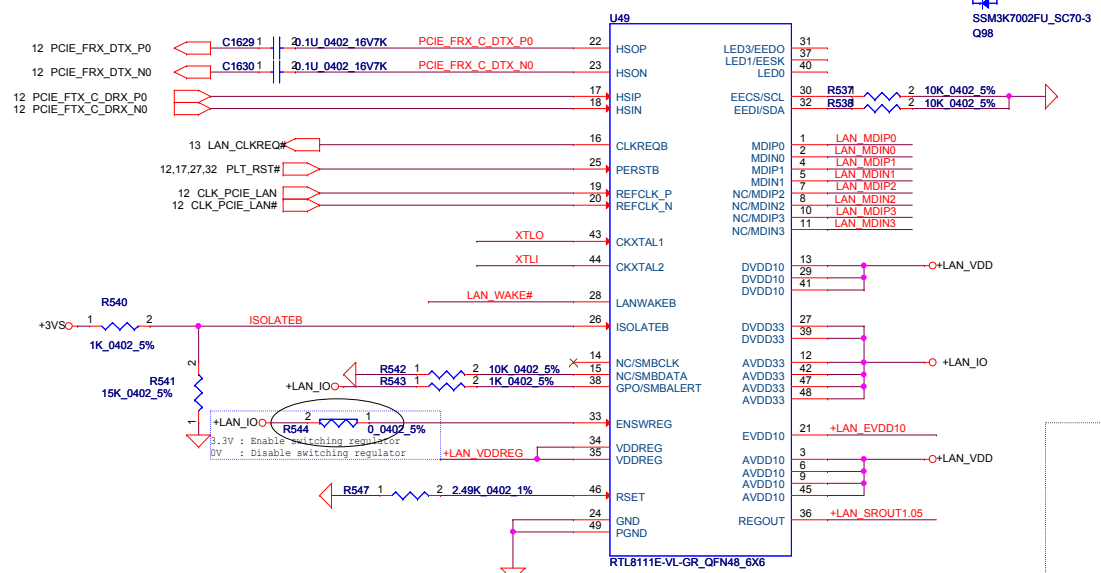 SSM3K7002FU_SC70-3
Q98
U49
12 PCIE_FRX_DTX_P0 C1629 1 2 0.1U_0402_16V7K PCIE_FRX_C_DTX_P0 22 HSOP LED3/EEDO 31
LED1/EESK 37
12 PCIE_FRX_DTX_N0 C1630 1 2 0.1U_0402_16V7K PCIE_FRX_C_DTX_N0 23 HSON LED0 40
12 PCIE_FTX_C_DRX_P0 17 HSIP EECS/SCL 30 R537 1 2 10K_0402_5%
12 PCIE_FTX_C_DRX_N0 18 HSIN EEDI/SDA 32 R538 1 2 10K_0402_5%
13 LAN_CLKREQ# 16 CLKREQB MDIP0 1 LAN_MDIP0
MDIN0 2 LAN_MDIN0
12,17,27,32 PLT_RST# 25 PERSTB MDIP1 4 LAN_MDIP1
MDIN1 5 LAN_MDIN1
12 CLK_PCIE_LAN 19 REFCLK_P NC/MDIP2 7 LAN_MDIP2
12 CLK_PCIE_LAN# 20 REFCLK_N NC/MDIN2 8 LAN_MDIN2
NC/MDIP3 10 LAN_MDIP3
NC/MDIN3 11 LAN_MDIN3
XTLO 43 CKXTAL1
XTLI 44 CKXTAL2 DVDD10 13 +LAN_VDD
DVDD10 29
DVDD10 41
LAN_WAKE# 28 LANWAKEB
R540
+3VS 1 2 ISOLATEB 26 ISOLATEB DVDD33 27
1K_0402_5% DVDD33 39
14 NC/SMBCLK AVDD33 12 +LAN_IO
R542 1 2 10K_0402_5% 15 NC/SMBDATA AVDD33 42
+LAN_IO R543 1 2 1K_0402_5% 38 GPO/SMBALERT AVDD33 47
AVDD33 48
2
R541
15K_0402_5%
1
+LAN_IO 2 1 33 ENSWREG
R544 0_0402_5%
EVDD10 21 +LAN_EVDD10
3.3V : Enable switching regulator
0V : Disable switching regulator
34 VDDREG
+LAN_VDDREG 35 VDDREG AVDD10 3 +LAN_VDD
AVDD10 6
AVDD10 9
R547 1 2 2.49K_0402_1% 46 RSET AVDD10 45
24 GND REGOUT 36 +LAN_SROUT1.05
49 PGND
RTL8111E-VL-GR_QFN48_6X6